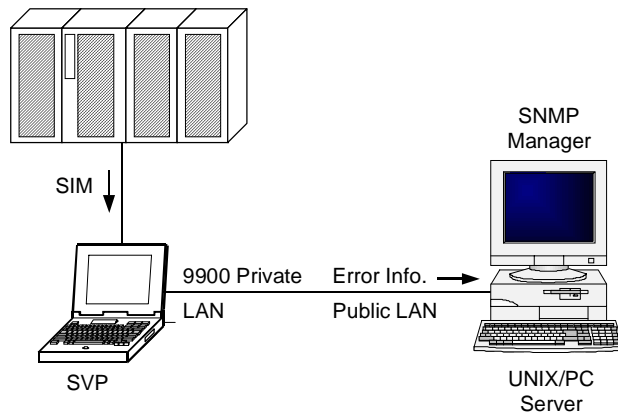 SNMP
Manager
SIM
9900 Private
LAN
Error Info.
Public LAN
SVP
UNIX/PC
Server